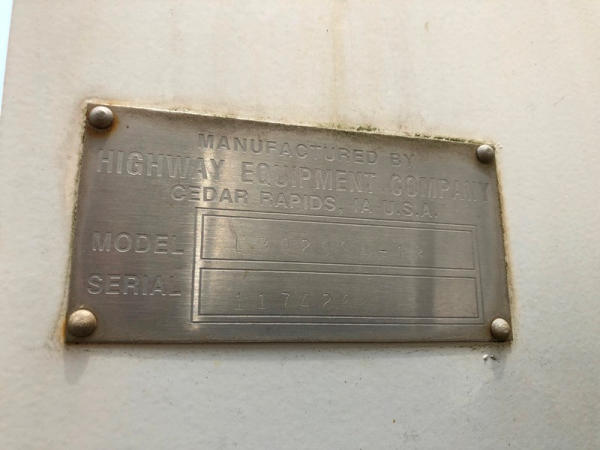 MANUFACTURED BY
HIGHWAY EQUIPMENT COMPANY
CEDAR RAPIDS, IA U.S.A.
MODEL
SERIAL